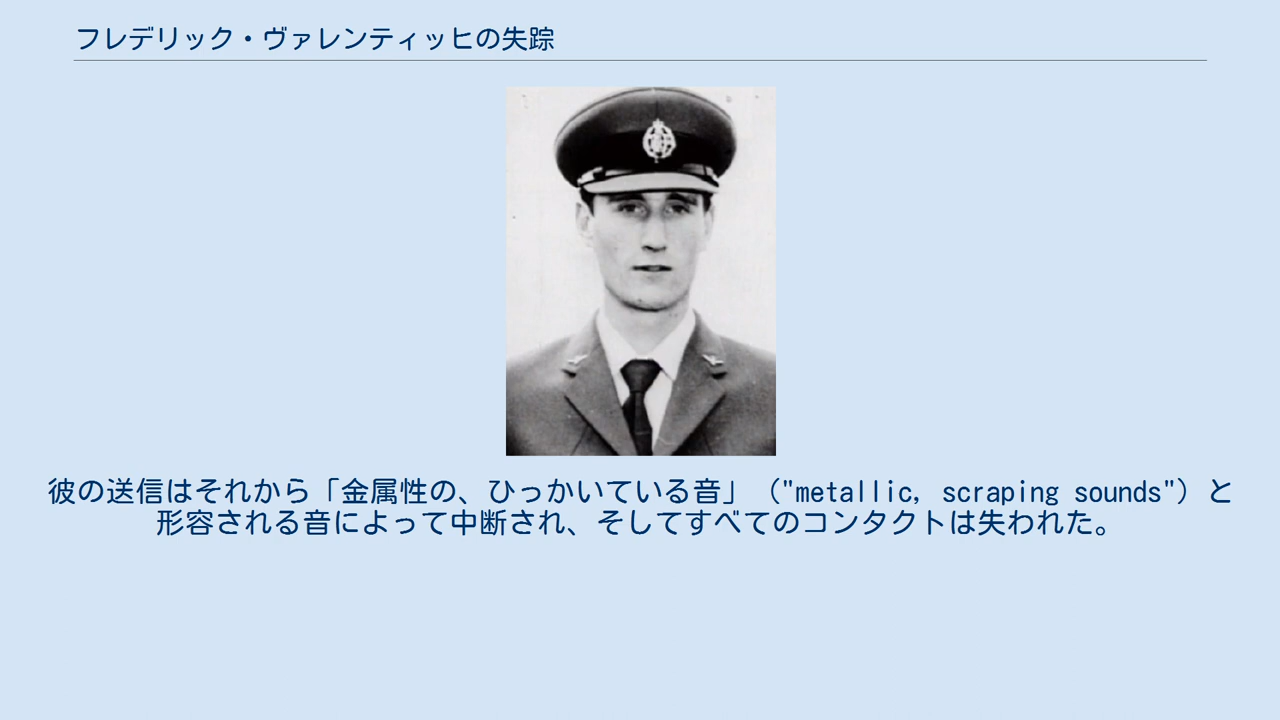 フレデリック・ヴァレンティッヒの失踪
彼の送信はそれから「金属性の、ひっかいている音」("metallic, scraping sounds")と
形容される音によって中断され、そしてすべてのコンタクトは失われた。